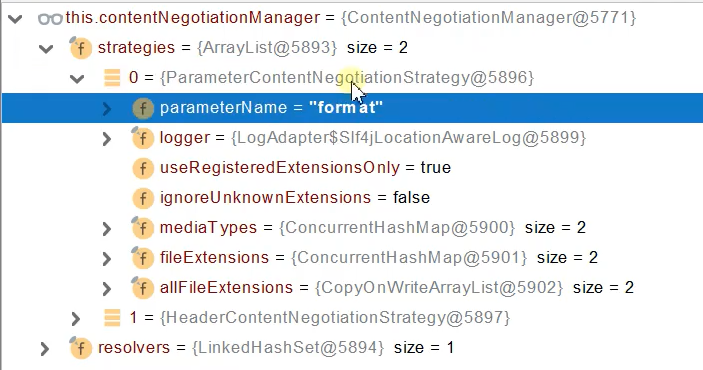 this.contentNegotiationManager = {ContentNegotiationManager@5771}
f strategies = {ArrayList@5893} size = 2
0 = {ParameterContentNegotiationStrategy@5896}
f parameterName = "format"
f logger = {LogAdapter$Slf4jLocationAwareLog@5899}
f useRegisteredExtensionsOnly = true
f ignoreUnknownExtensions = false
f mediaTypes = {ConcurrentHashMap@5900} size = 2
f fileExtensions = {ConcurrentHashMap@5901} size = 2
f allFileExtensions = {CopyOnWriteArrayList@5902} size = 2
1 = {HeaderContentNegotiationStrategy@5897}
f resolvers = {LinkedHashSet@5894} size = 1